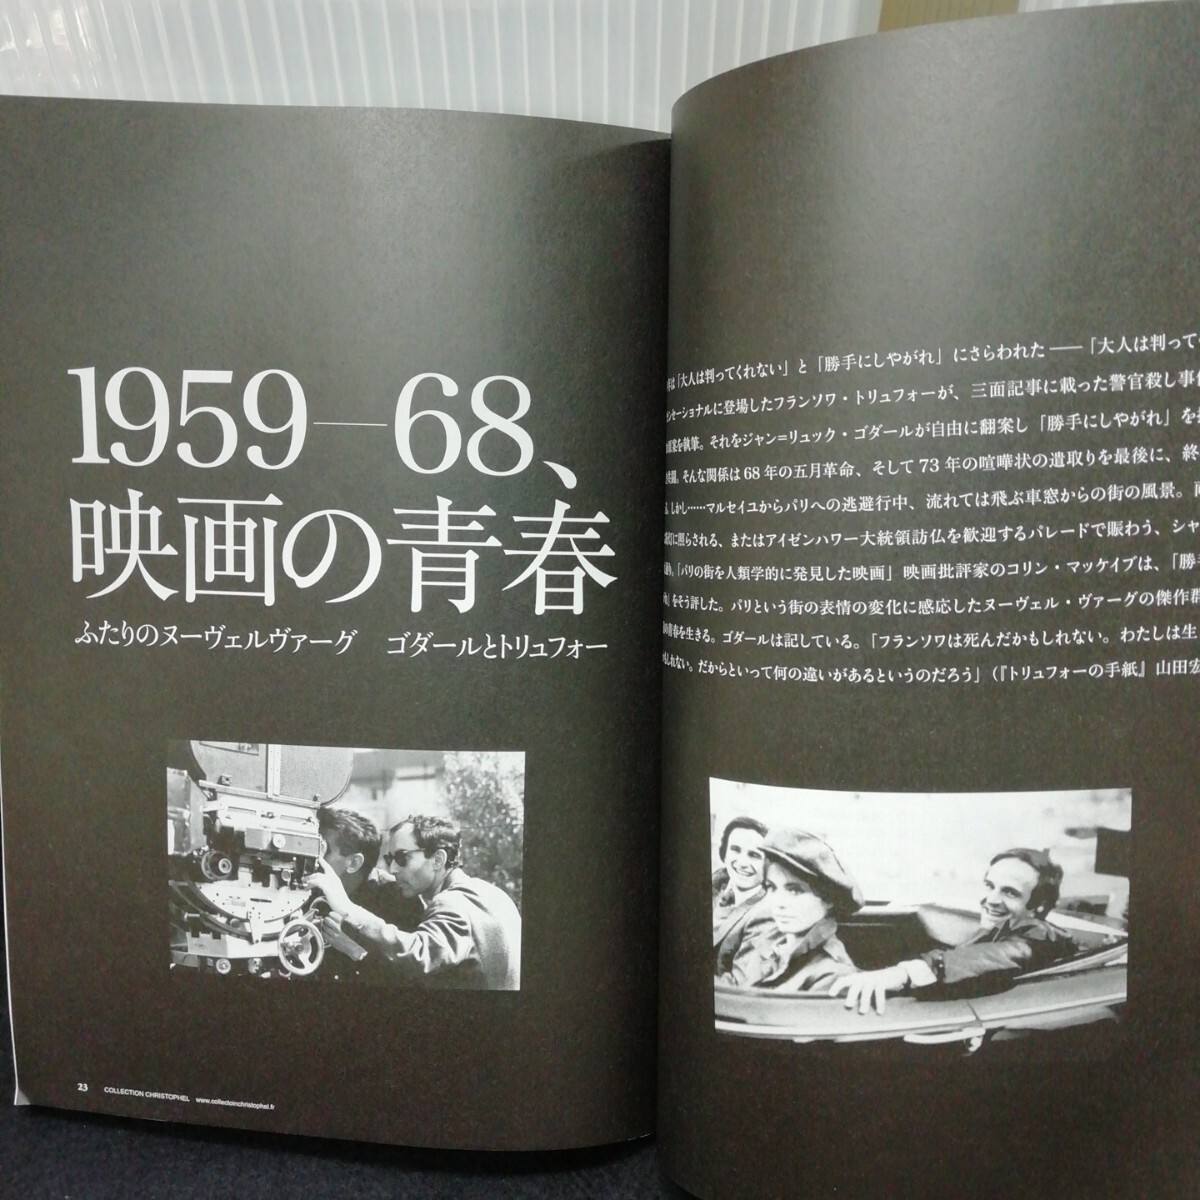 1959—68、
映画の青春
ふたりのヌーヴェルヴァーグ　ゴダールとトリュフォー
23 COLLECTION CHRISTOPHEL www.collectoinchristophel.fr
は「大人は判ってくれない」と「勝手にしやがれ」にさらわれた――「大人は判って
センセーショナルに登場したフランソワ・トリュフォーが、三面記事に載った警官殺し事
案を執筆。それをジャン=リュック・ゴダールが自由に翻案し「勝手にしやがれ」を
そんな関係は68年の五月革命、そして73年の喧嘩状の遣取りを最後に、終
しかし……マルセイユからパリへの逃避行中、流れては飛ぶ車窓からの街の風景。
に照らされる、またはアイゼンハワー大統領訪仏を歓迎するパレードで賑わう、シャ
「パリの街を人類学的に発見した映画」映画批評家のコリン・マッケイブは、「勝
をそう評した。パリという街の表情の変化に感応したヌーヴェル・ヴァーグの傑作群
の青春を生きる。ゴダールは記している。「フランソワは死んだかもしれない。わたしは生
もしれない。だからといって何の違いがあるというのだろう」（『トリュフォーの手紙』山田宏